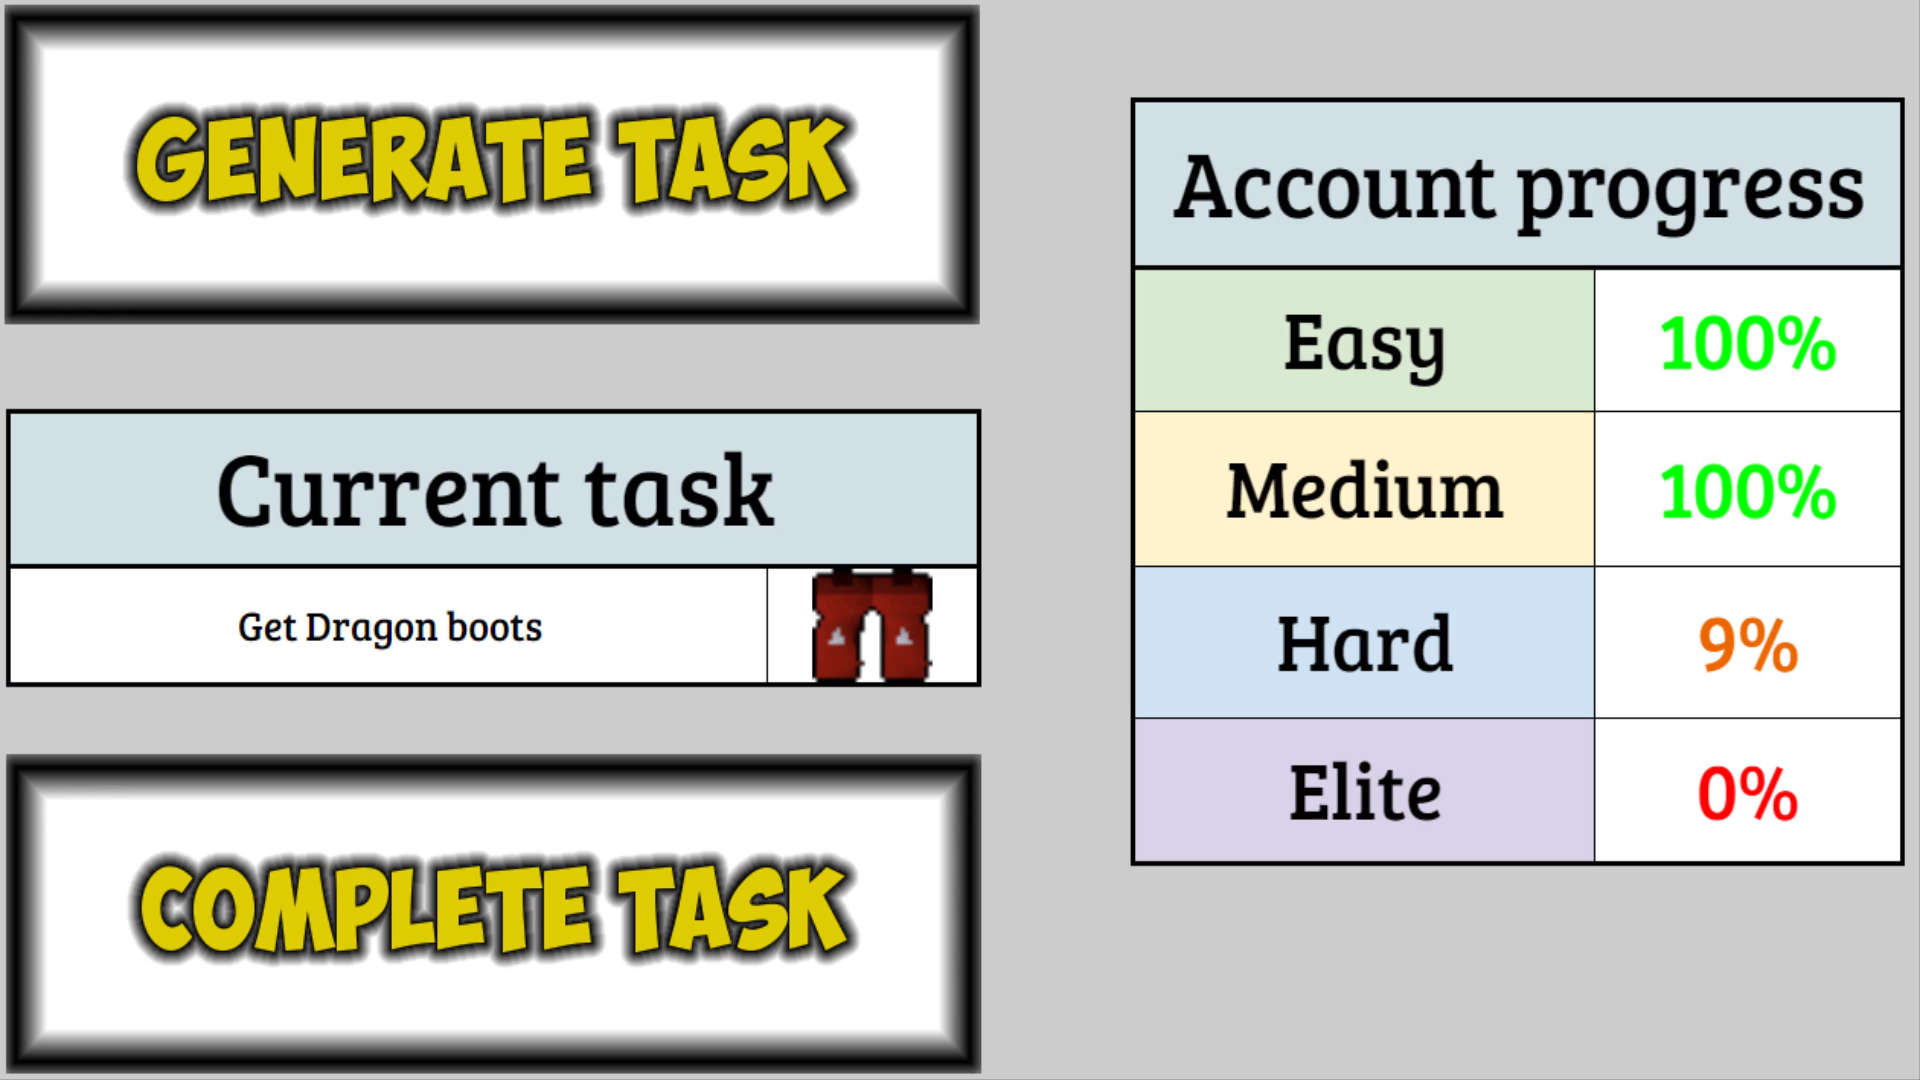 GENERATE TASK
Current task
Get Dragon boots
COMPLETE TASK
Account progress
Easy 100%
Medium 100%
Hard 9%
Elite 0%